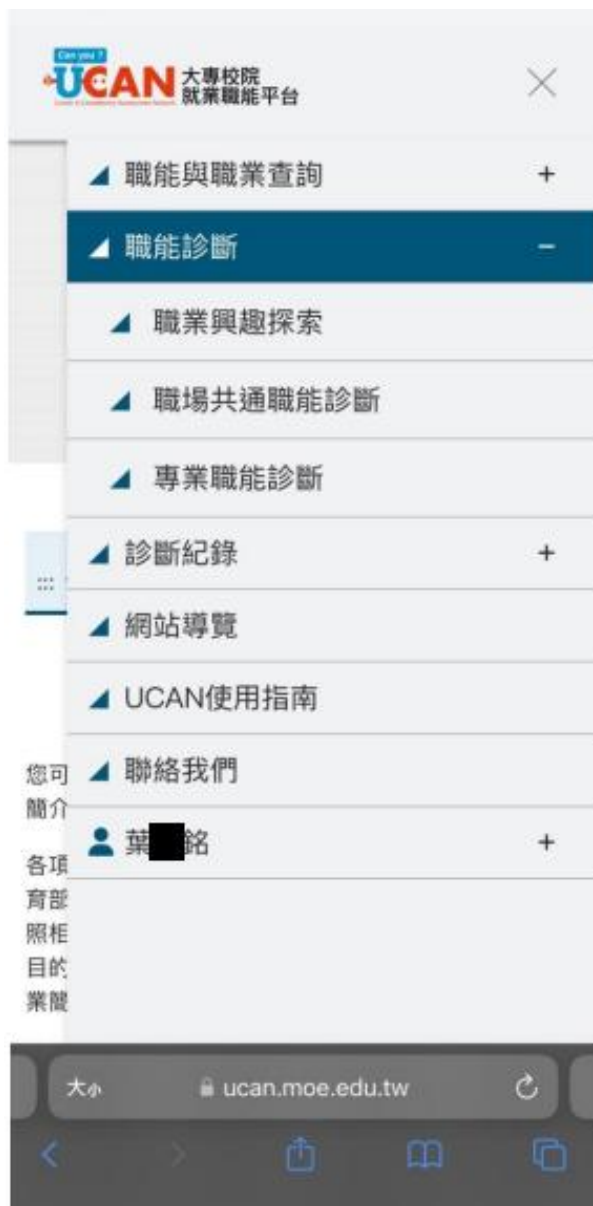 Can you ?
UCAN 大專校院
就業職能平台
職能與職業查詢 +
職能診斷 −
職業興趣探索
職場共通職能診斷
專業職能診斷
診斷紀錄 +
網站導覽
UCAN使用指南
您可
聯絡我們
簡介
葉 銘 +
各項
育部
照相
目的
業簡
大小 ucan.moe.edu.tw